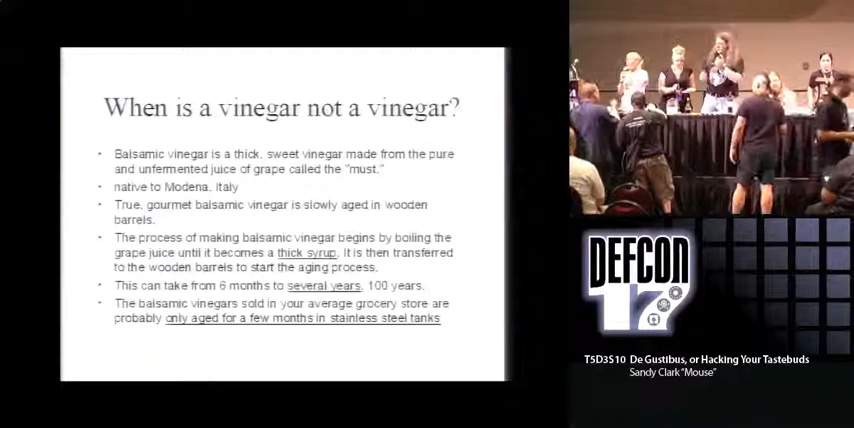 When is a vinegar not a vinegar?
• Balsamic vinegar is a thick, sweet vinegar made from the pure
and unfermented juice of grape called the "must."
• native to Modena, Italy
• True, gourmet balsamic vinegar is slowly aged in wooden
barrels.
• The process of making balsamic vinegar begins by boiling the
grape juice until it becomes a thick syrup. It is then transferred
to the wooden barrels to start the aging process.
• This can take from 6 months to several years, 100 years.
• The balsamic vinegars sold in your average grocery store are
probably only aged for a few months in stainless steel tanks
DEFCON
17
T5D3S10 De Gustibus, or Hacking Your Tastebuds
Sandy Clark "Mouse"